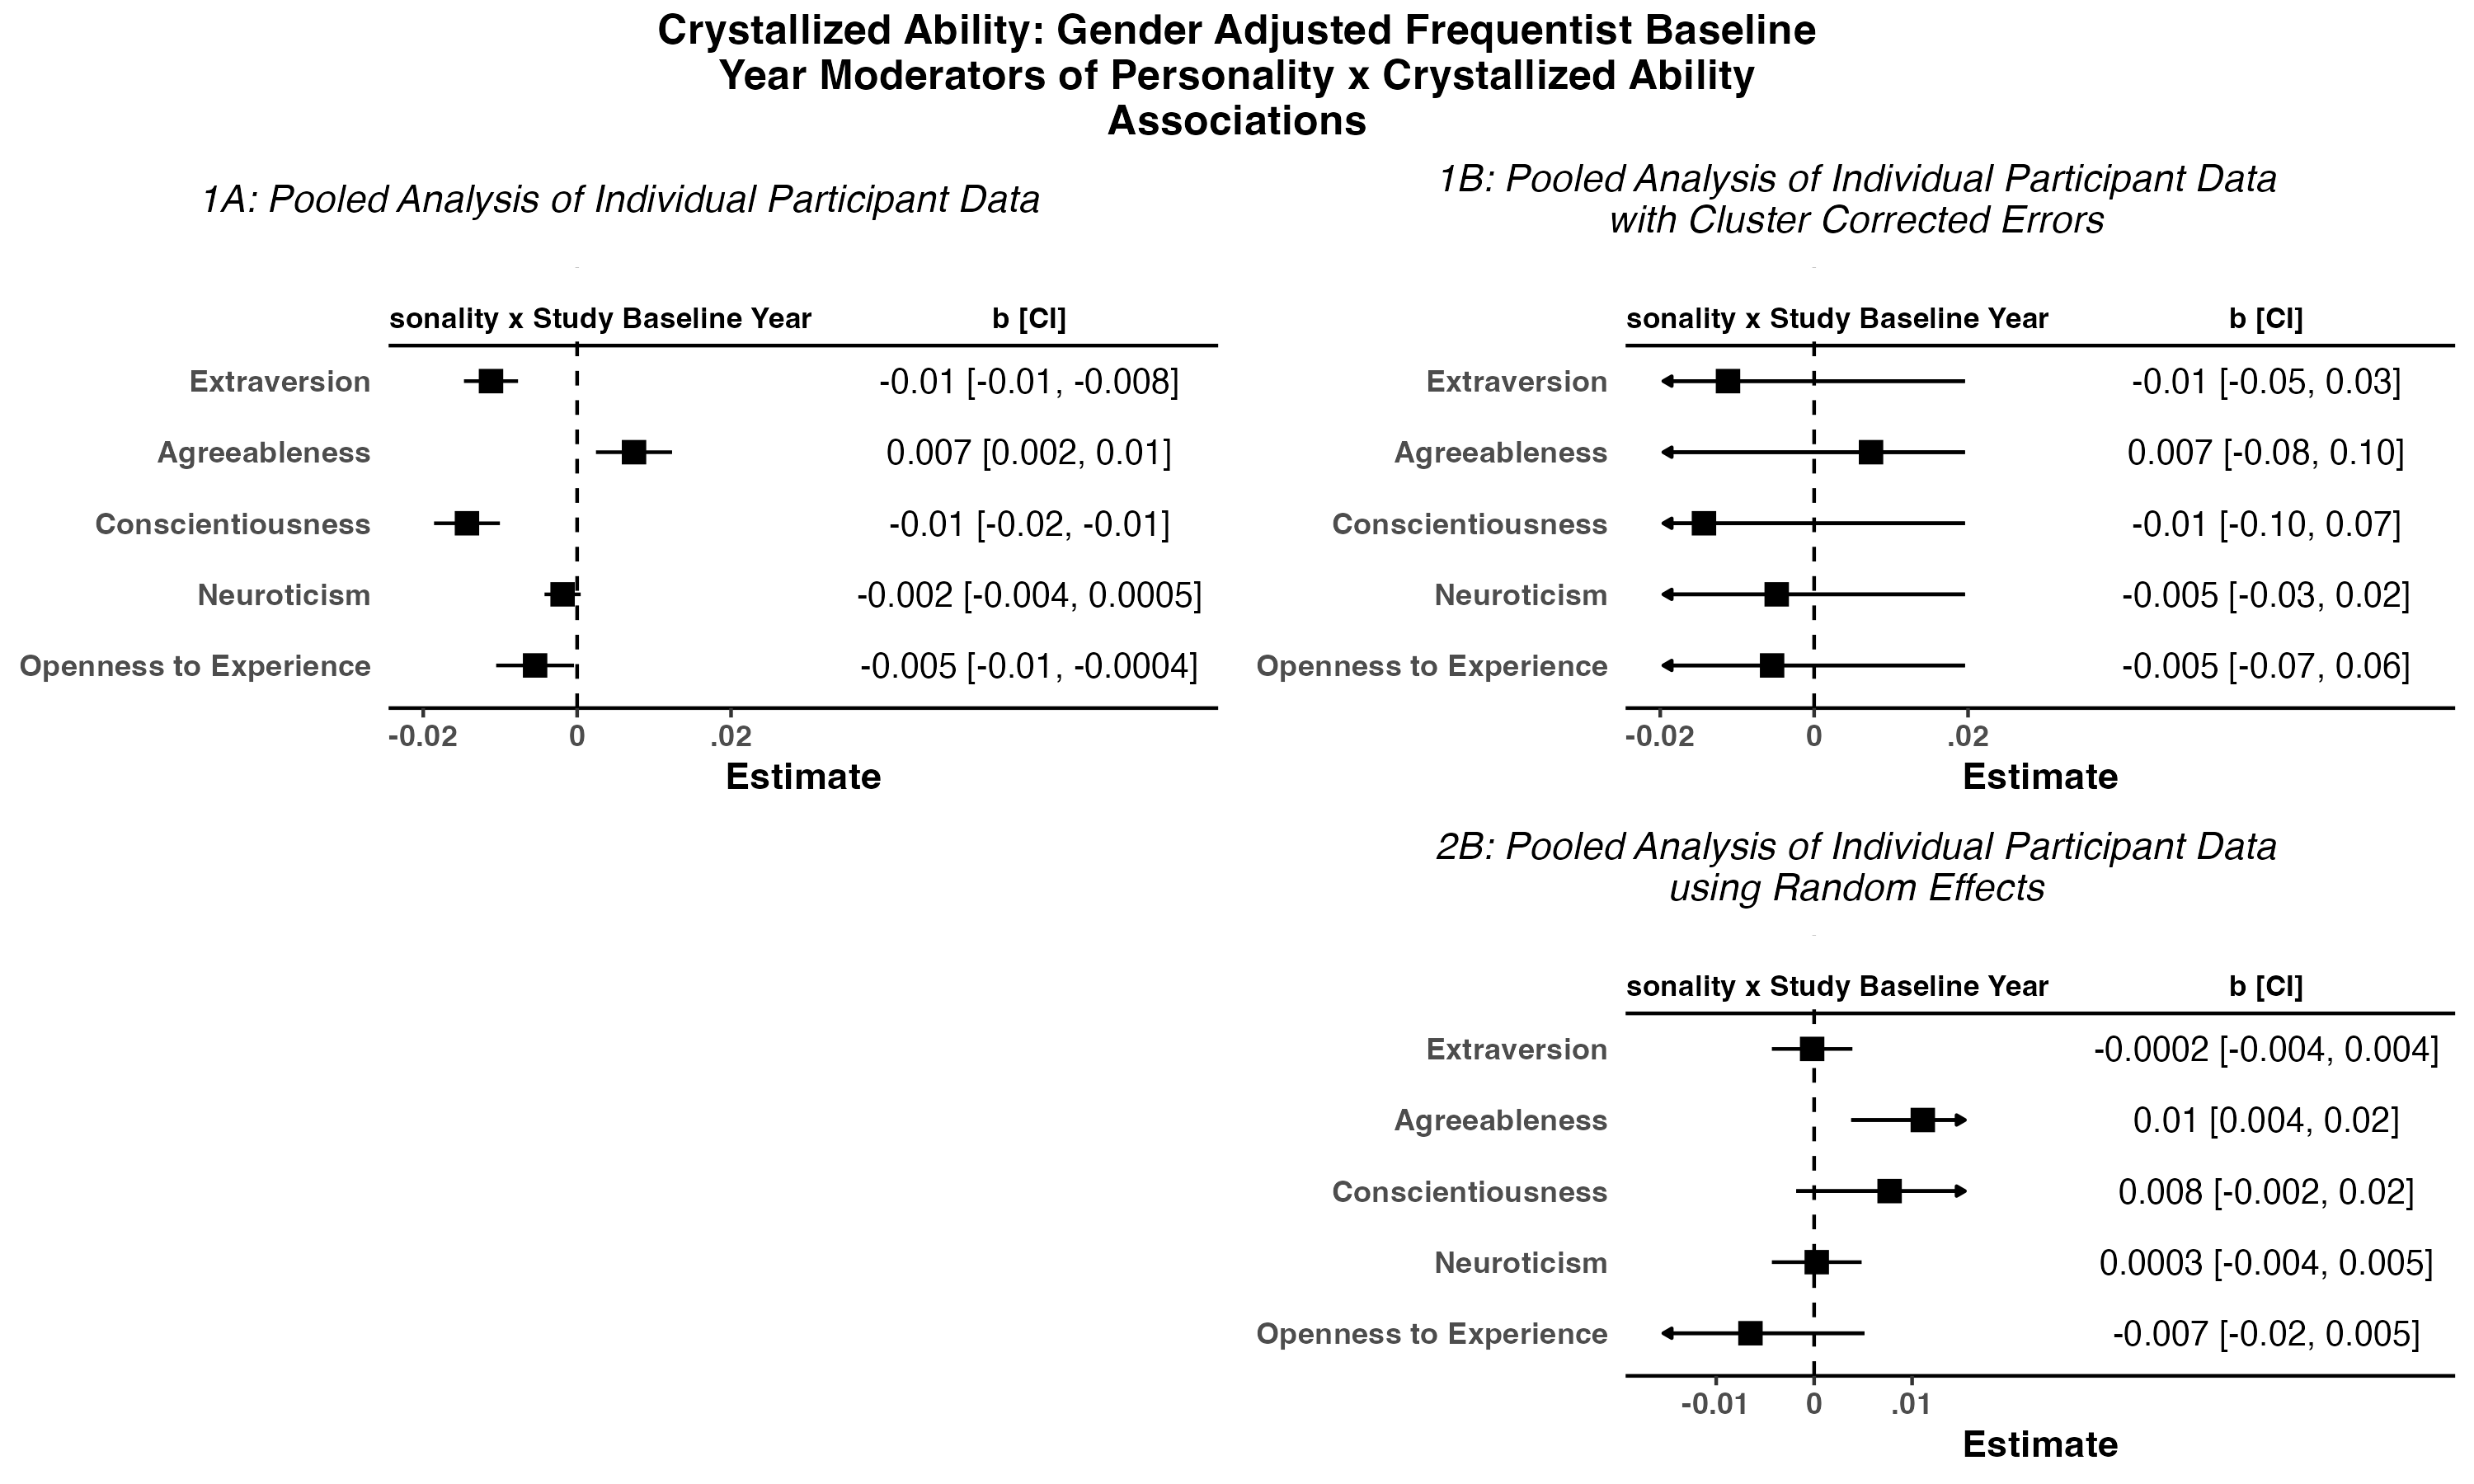 Crystallized Ability: Gender Adjusted Frequentist Baseline
Year Moderators of Personality x Crystallized Ability
Associations
1A: Pooled Analysis of Individual Participant Data
sonality x Study Baseline Year b [CI]
Extraversion -0.01 [-0.01, -0.008]
Agreeableness 0.007 [0.002, 0.01]
Conscientiousness -0.01 [-0.02, -0.01]
Neuroticism -0.002 [-0.004, 0.0005]
Openness to Experience -0.005 [-0.01, -0.0004]
-0.02 0 .02
Estimate
1B: Pooled Analysis of Individual Participant Data
with Cluster Corrected Errors
sonality x Study Baseline Year b [CI]
Extraversion -0.01 [-0.05, 0.03]
Agreeableness 0.007 [-0.08, 0.10]
Conscientiousness -0.01 [-0.10, 0.07]
Neuroticism -0.005 [-0.03, 0.02]
Openness to Experience -0.005 [-0.07, 0.06]
-0.02 0 .02
Estimate
2B: Pooled Analysis of Individual Participant Data
using Random Effects
sonality x Study Baseline Year b [CI]
Extraversion -0.0002 [-0.004, 0.004]
Agreeableness 0.01 [0.004, 0.02]
Conscientiousness 0.008 [-0.002, 0.02]
Neuroticism 0.0003 [-0.004, 0.005]
Openness to Experience -0.007 [-0.02, 0.005]
-0.01 0 .01
Estimate